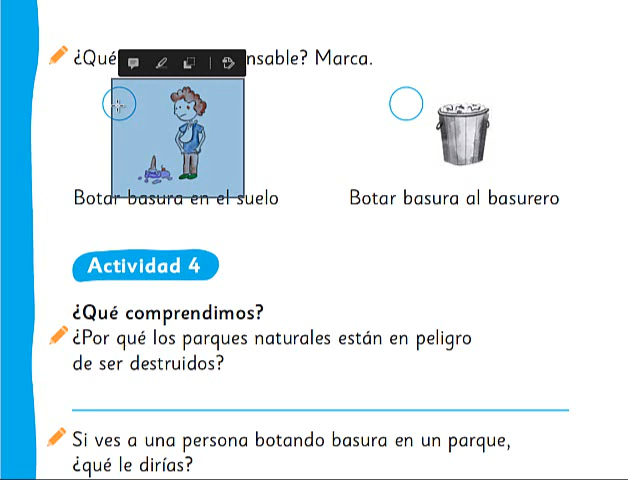 ¿Qué nsable? Marca.
Botar basura en el suelo
Botar basura al basurero
Actividad 4
¿Qué comprendimos?
¿Por qué los parques naturales están en peligro
de ser destruidos?
Si ves a una persona botando basura en un parque,
¿qué le dirías?